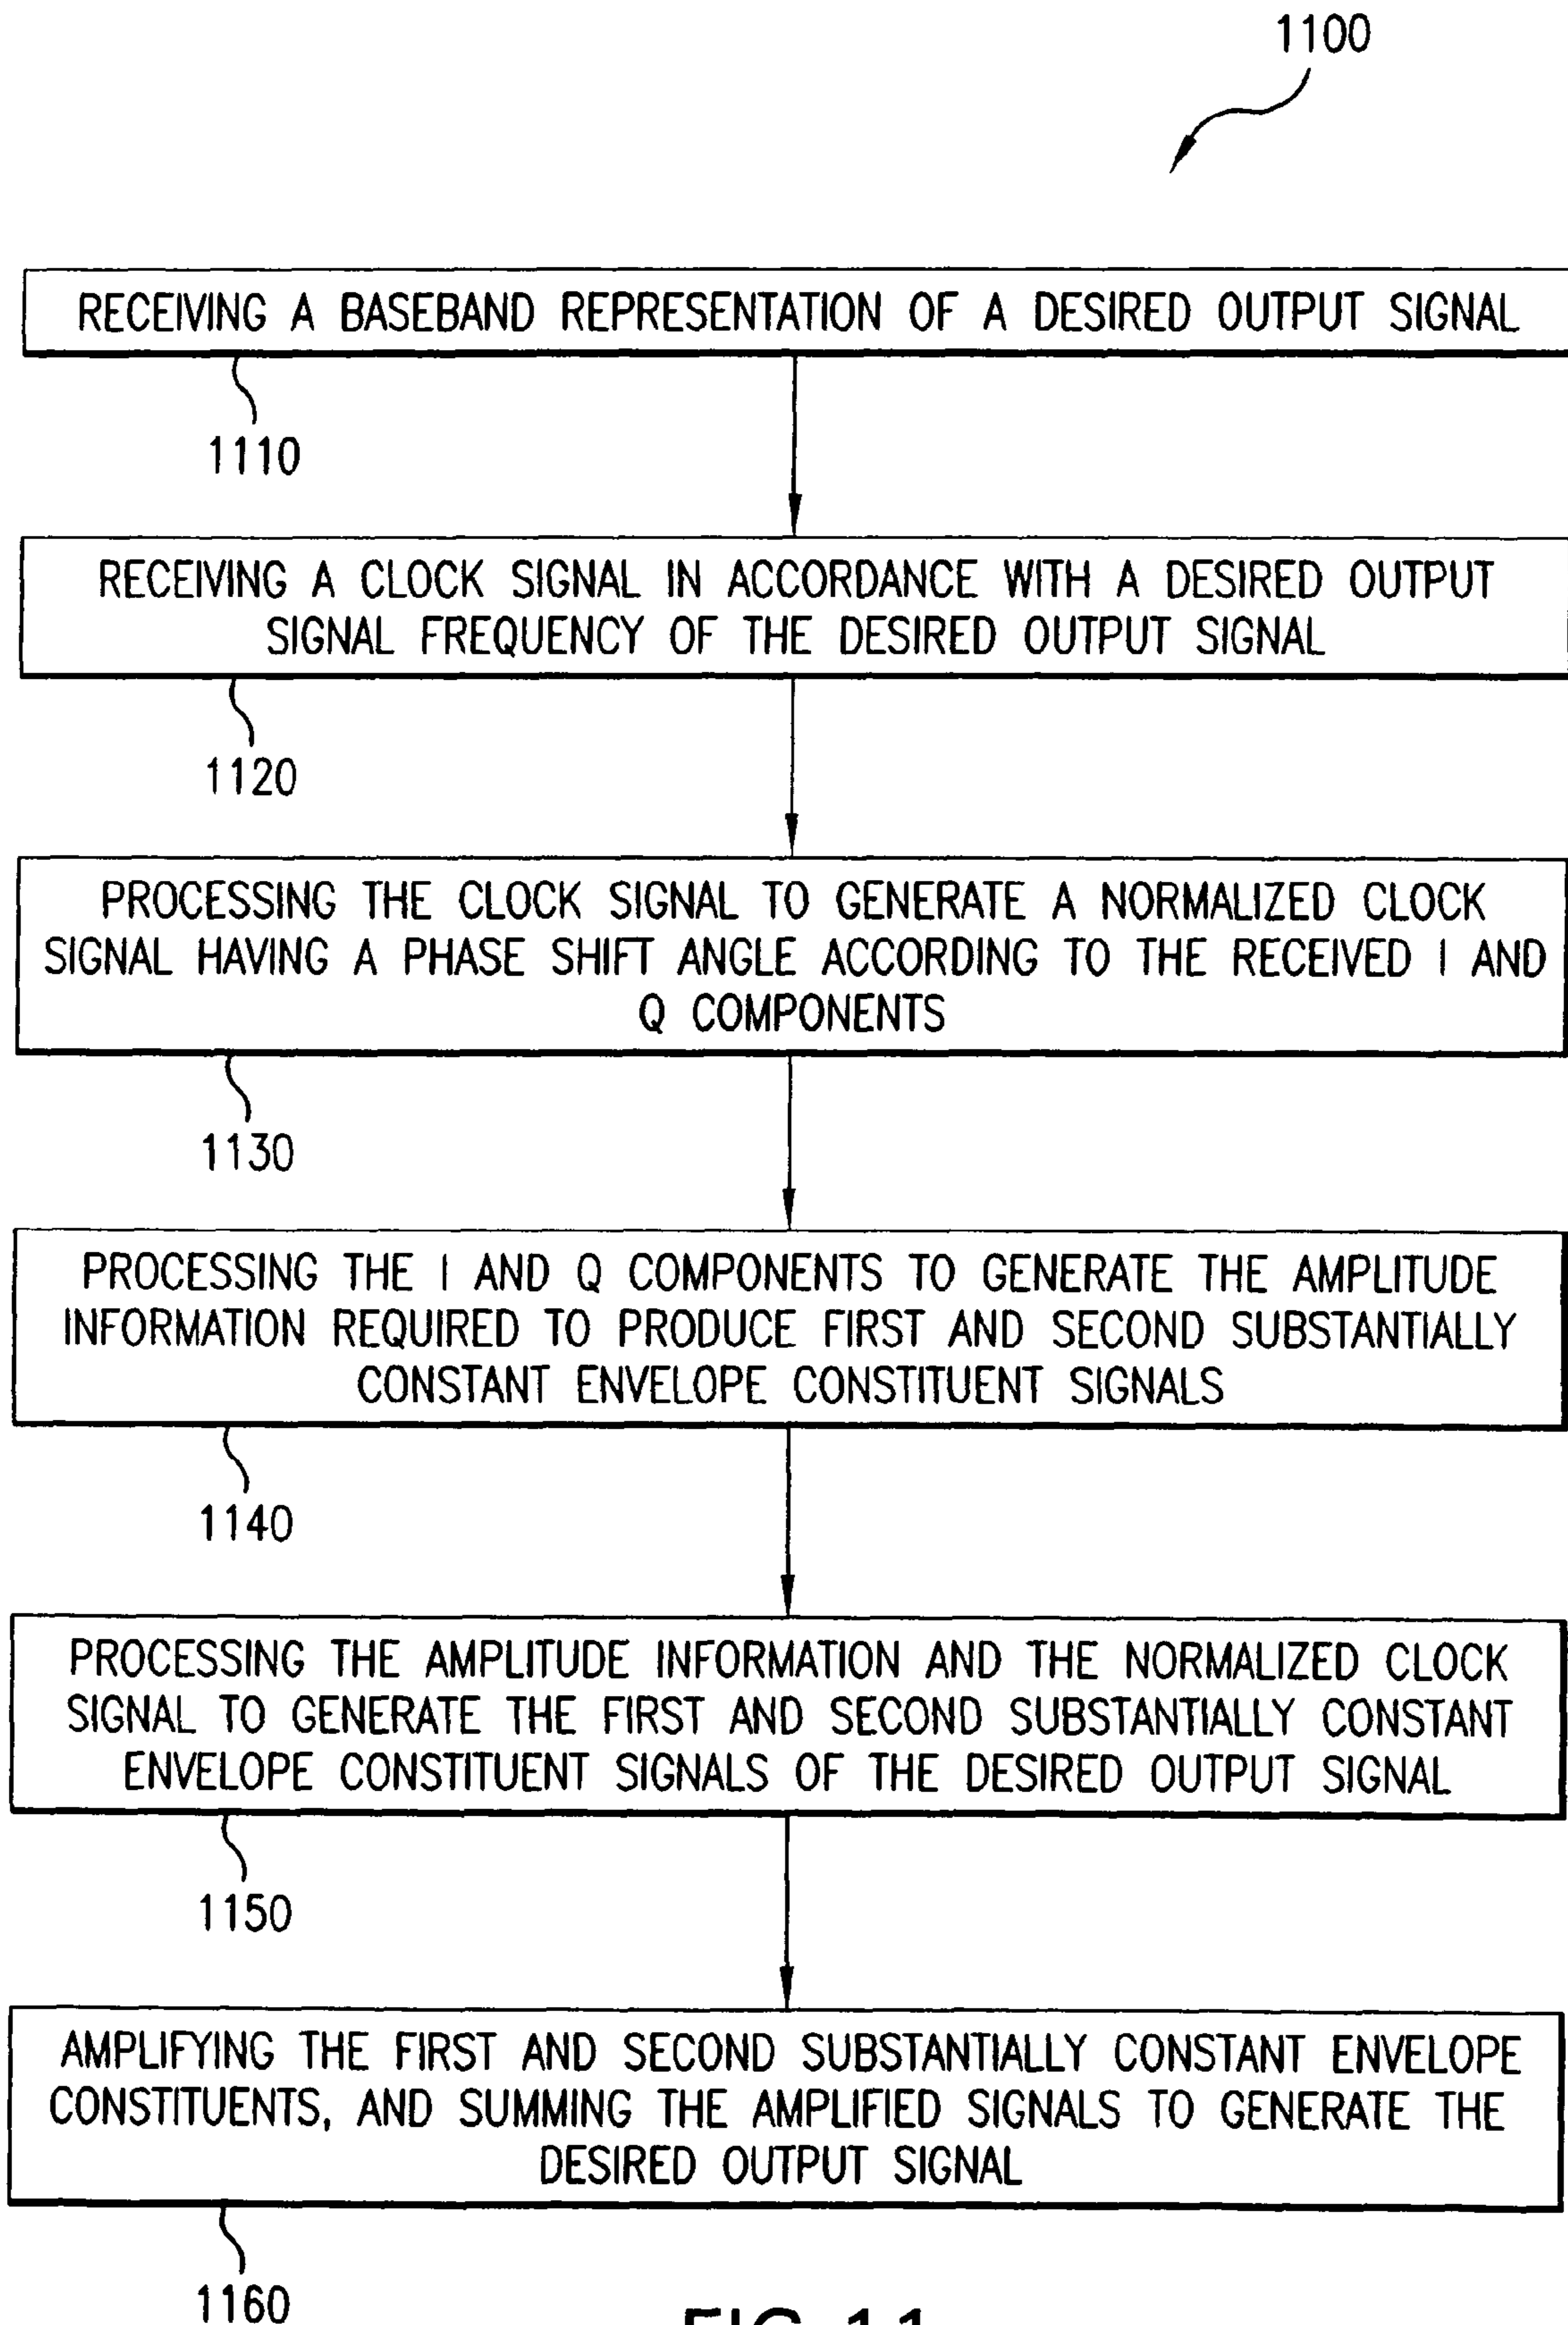 1100
RECEIVING A BASEBAND REPRESENTATION OF A DESIRED OUTPUT SIGNAL
1110
RECEIVING A CLOCK SIGNAL IN ACCORDANCE WITH A DESIRED OUTPUT
SIGNAL FREQUENCY OF THE DESIRED OUTPUT SIGNAL
1120
PROCESSING THE CLOCK SIGNAL TO GENERATE A NORMALIZED CLOCK
SIGNAL HAVING A PHASE SHIFT ANGLE ACCORDING TO THE RECEIVED I AND
Q COMPONENTS
1130
PROCESSING THE I AND Q COMPONENTS TO GENERATE THE AMPLITUDE
INFORMATION REQUIRED TO PRODUCE FIRST AND SECOND SUBSTANTIALLY
CONSTANT ENVELOPE CONSTITUENT SIGNALS
1140
PROCESSING THE AMPLITUDE INFORMATION AND THE NORMALIZED CLOCK
SIGNAL TO GENERATE THE FIRST AND SECOND SUBSTANTIALLY CONSTANT
ENVELOPE CONSTITUENT SIGNALS OF THE DESIRED OUTPUT SIGNAL
1150
AMPLIFYING THE FIRST AND SECOND SUBSTANTIALLY CONSTANT ENVELOPE
CONSTITUENTS, AND SUMMING THE AMPLIFIED SIGNALS TO GENERATE THE
DESIRED OUTPUT SIGNAL
1160
FIG. 11